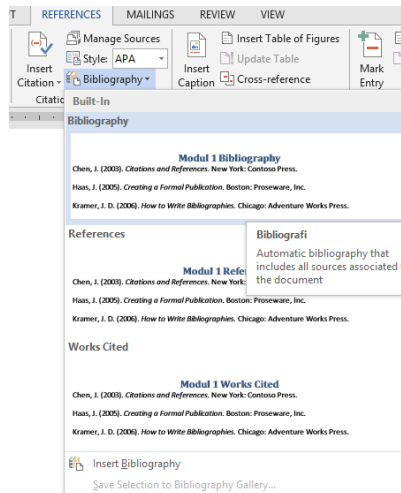 REFERENCES MAILINGS REVIEW VIEW
Manage Sources
Style: APA
Bibliography
Insert
Citation
Insert
Caption
Insert Table of Figures
Update Table
Cross-reference
Mark
Entry
Built-In
Bibliography
Modul 1 Bibliography
Chen, J. (2003). Citations and References. New York: Contoso Press.
Haas, J. (2005). Creating a Formal Publication. Boston: Proseware, Inc.
Kramer, J. D. (2006). How to Write Bibliographies. Chicago: Adventure Works Press.
References
Modul 1 Refe
Chen, J. (2003). Citations and References. New York:
Haas, J. (2005). Creating a Formal Publication. Boston: Proseware, Inc.
Kramer, J. D. (2006). How to Write Bibliographies. Chicago: Adventure Works Press.
Bibliografi
Automatic bibliography that
includes all sources associated
the document
Works Cited
Modul 1 Works Cited
Chen, J. (2003). Citations and References. New York: Contoso Press.
Haas, J. (2005). Creating a Formal Publication. Boston: Proseware, Inc.
Kramer, J. D. (2006). How to Write Bibliographies. Chicago: Adventure Works Press.
Insert Bibliography
Save Selection to Bibliography Gallery...